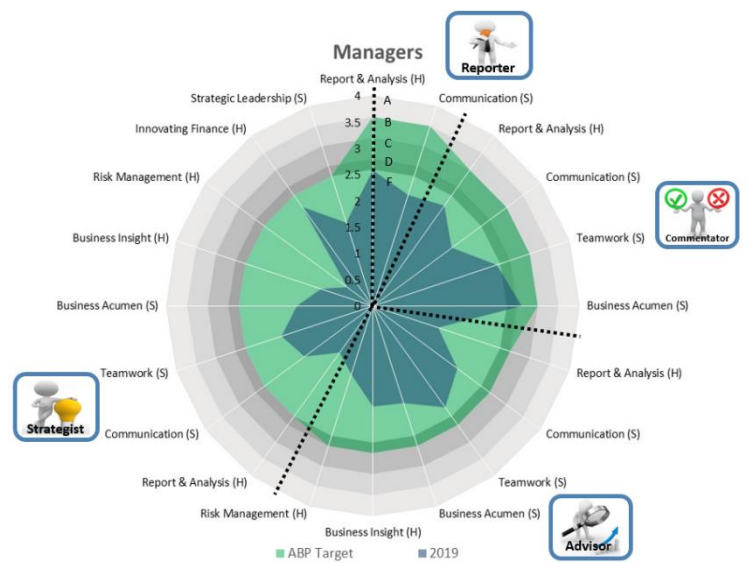 Managers
Reporter
Report & Analysis (H)
Communication (S)
Report & Analysis (H)
Communication (S)
Commentator
Teamwork (S)
Business Acumen (S)
Report & Analysis (H)
Communication (S)
Teamwork (S)
Advisor
Business Acumen (S)
Business Insight (H)
Risk Management (H)
Report & Analysis (H)
Communication (S)
Strategist
Teamwork (S)
Business Acumen (S)
Business Insight (H)
Risk Management (H)
Innovating Finance (H)
Strategic Leadership (S)
4
3.5
3
2.5
2
1.5
1
0.5
0
A
B
C
D
F
ABP Target
2019